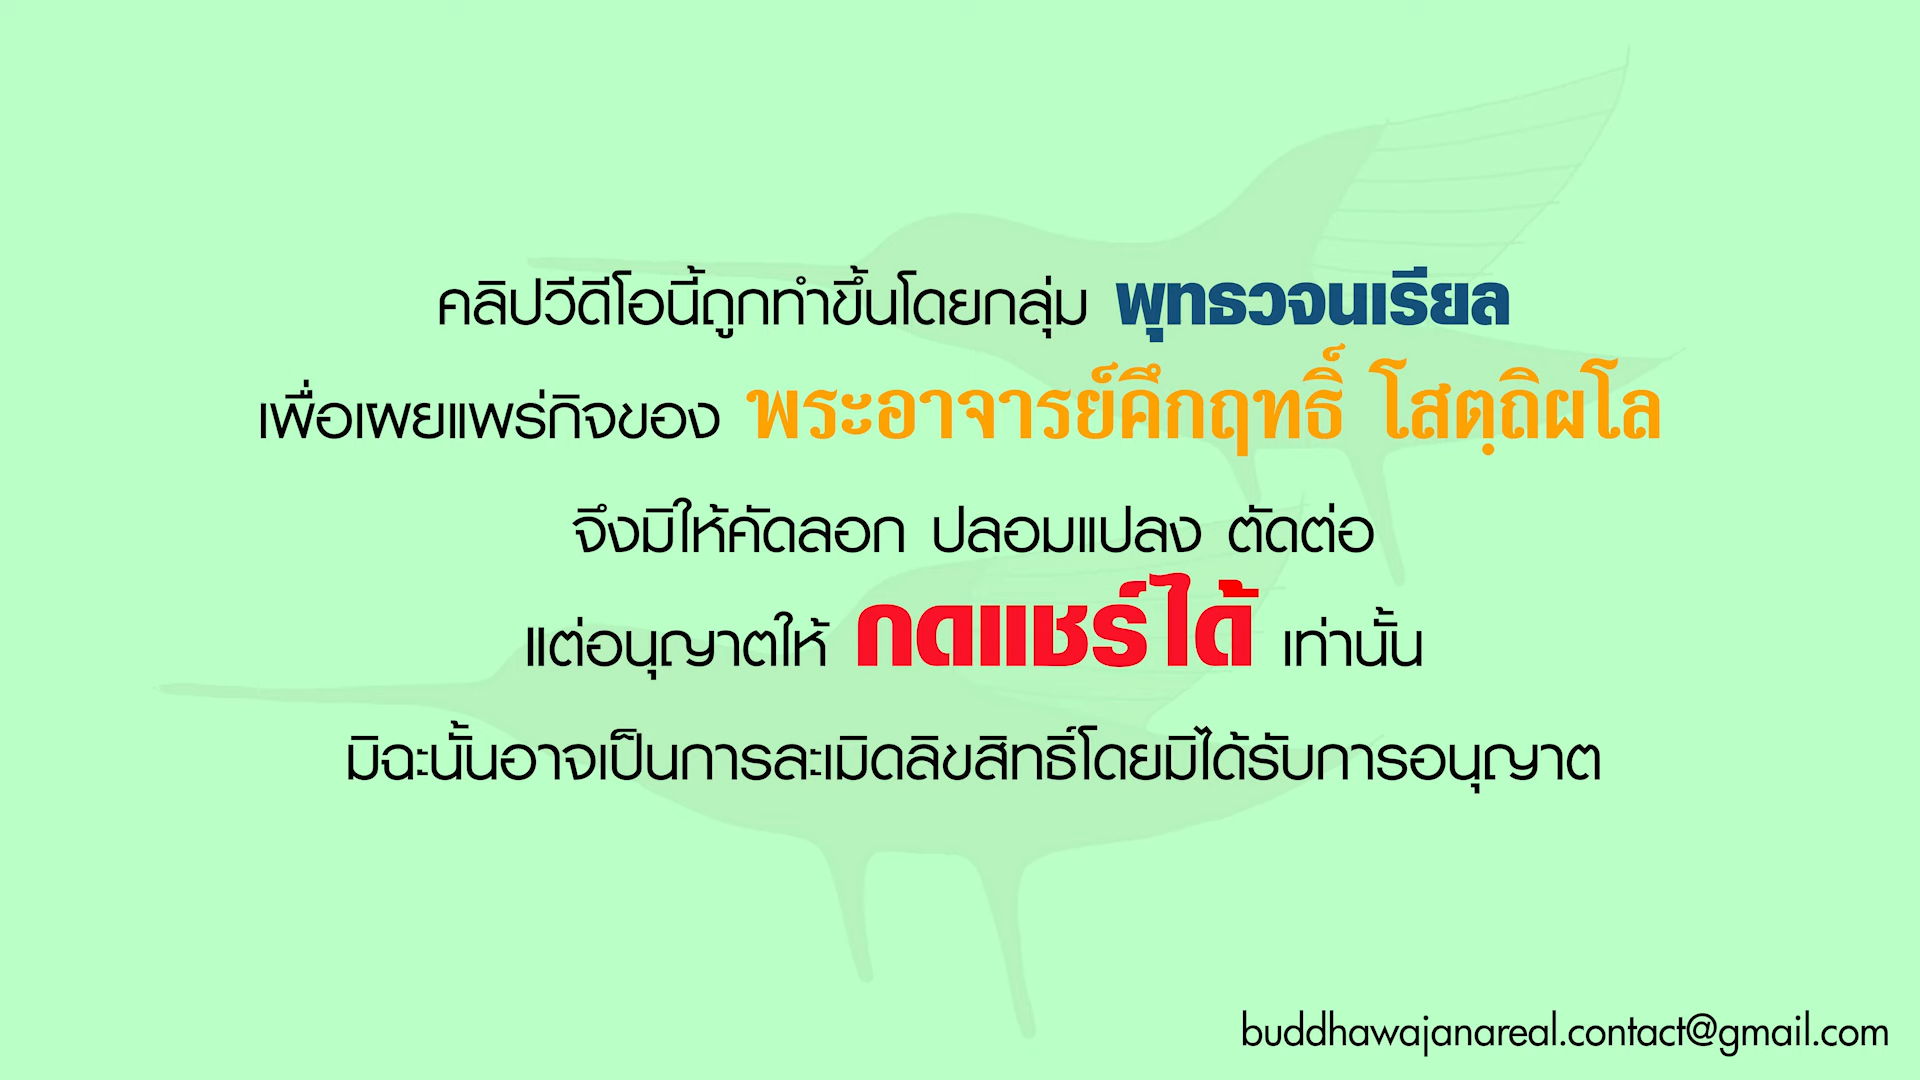 คลิปวีดีโอนี้ถูกทำขึ้นโดยกลุ่ม พุทธวจนเรียล
เพื่อเผยแพร่กิจของ พระอาจารย์คึกฤทธิ์ โสตฺถิผโล
จึงมิให้คัดลอก ปลอมแปลง ตัดต่อ
แต่อนุญาตให้ กดแชร์ได้ เท่านั้น
มิฉะนั้นอาจเป็นการละเมิดลิขสิทธิ์โดยมิได้รับการอนุญาต
buddhawajanareal.contact@gmail.com